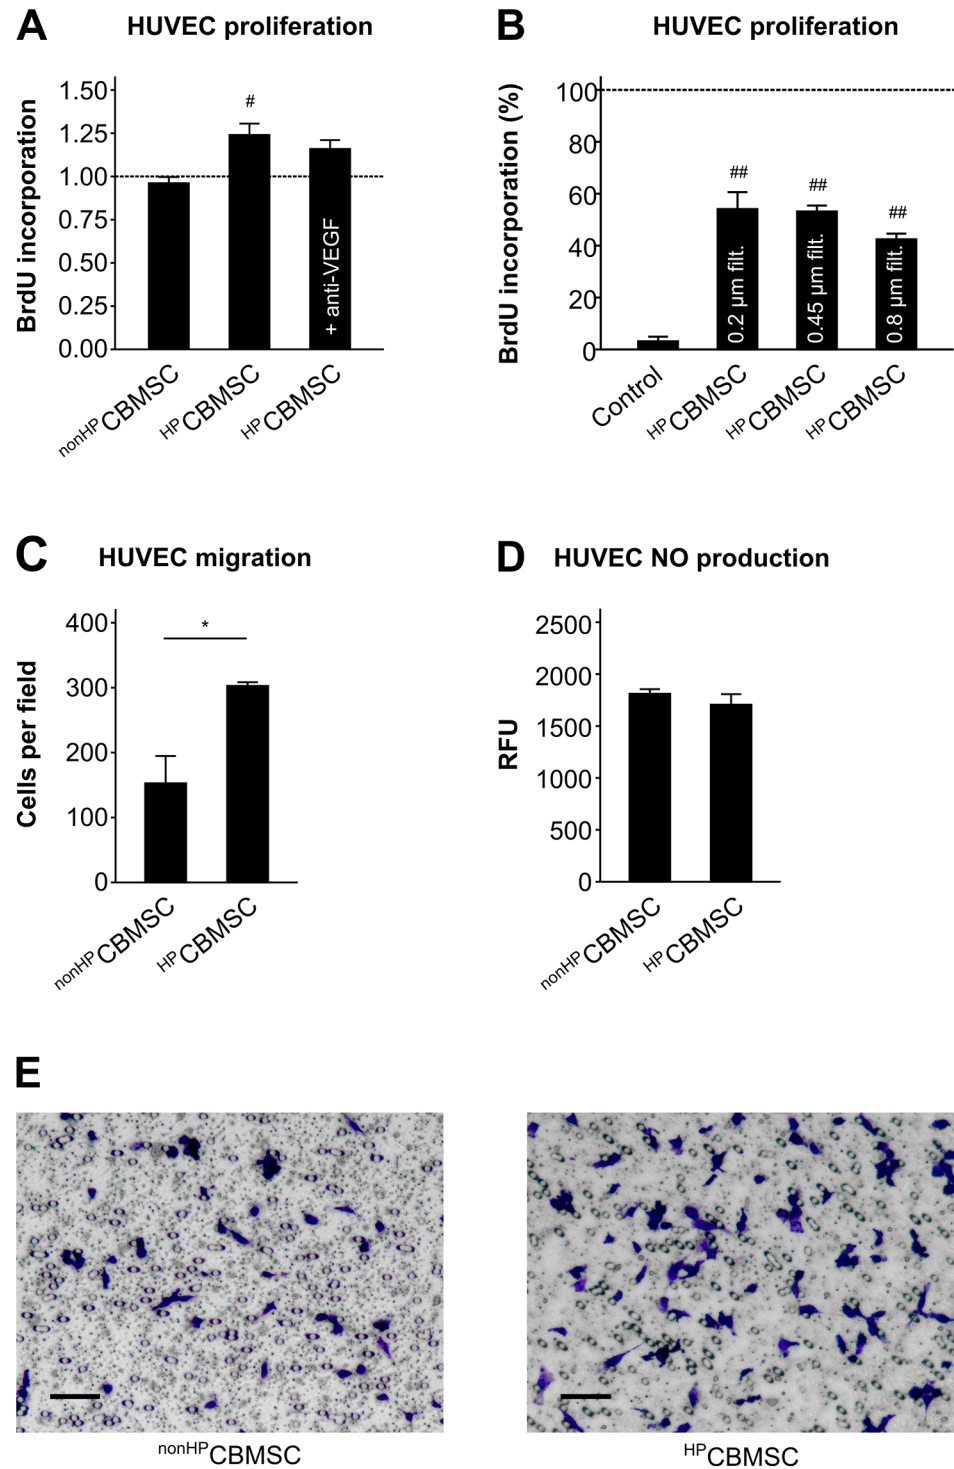 A HUVEC proliferation
BrdU incorporation
1.50
1.25
1.00
0.75
0.50
0.25
0.00
#
+ anti-VEGF
nonHPCBMSC
HPCBMSC
HPCBMSC
B HUVEC proliferation
BrdU incorporation (%)
100
80
60
40
20
0
##
##
##
0.2 µm filt.
0.45 µm filt.
0.8 µm filt.
Control
HPCBMSC
HPCBMSC
HPCBMSC
C HUVEC migration
Cells per field
400
300
200
100
0
*
nonHPCBMSC
HPCBMSC
D HUVEC NO production
RFU
2500
2000
1500
1000
500
0
nonHPCBMSC
HPCBMSC
E
nonHPCBMSC
HPCBMSC